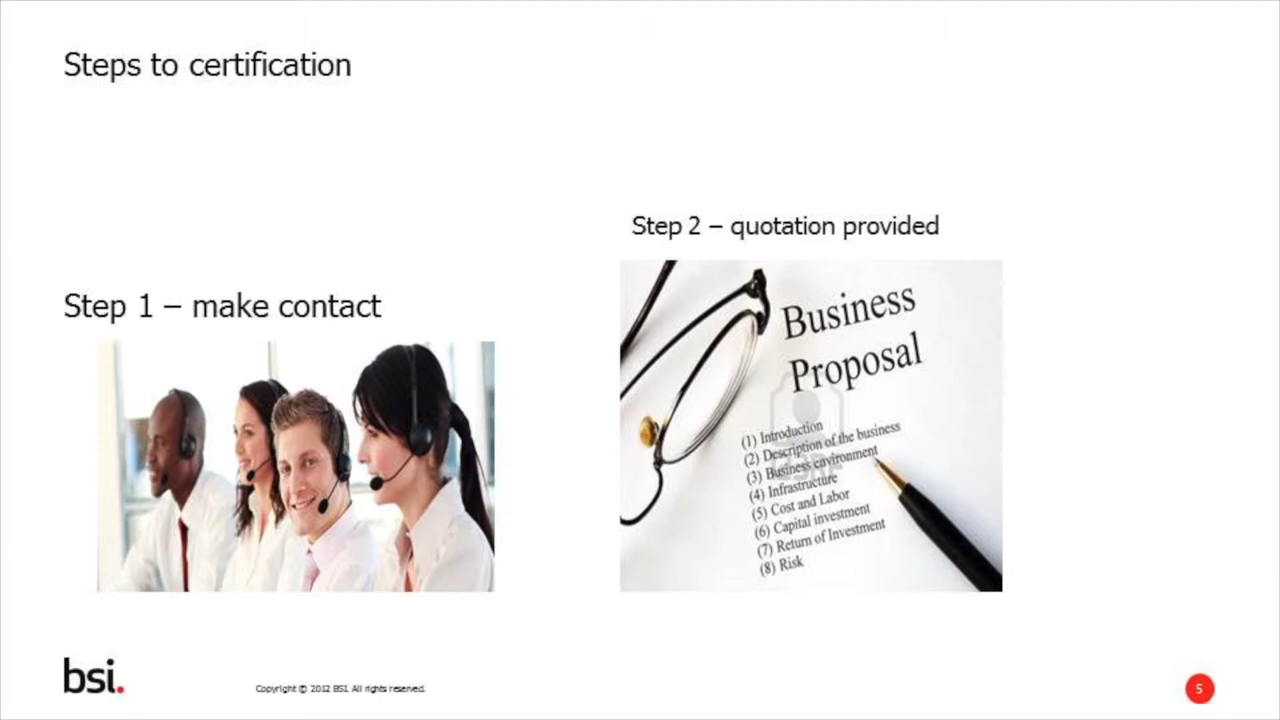 Steps to certification
Step 1 – make contact
Step 2 – quotation provided
Business
Proposal
(1) Introduction
(2) Description of the business
(3) Business environment
(4) Infrastructure
(5) Cost and Labor
(6) Capital investment
(7) Return of Investment
(8) Risk
bsi.
Copyright © 2012 BSI. All rights reserved.
5